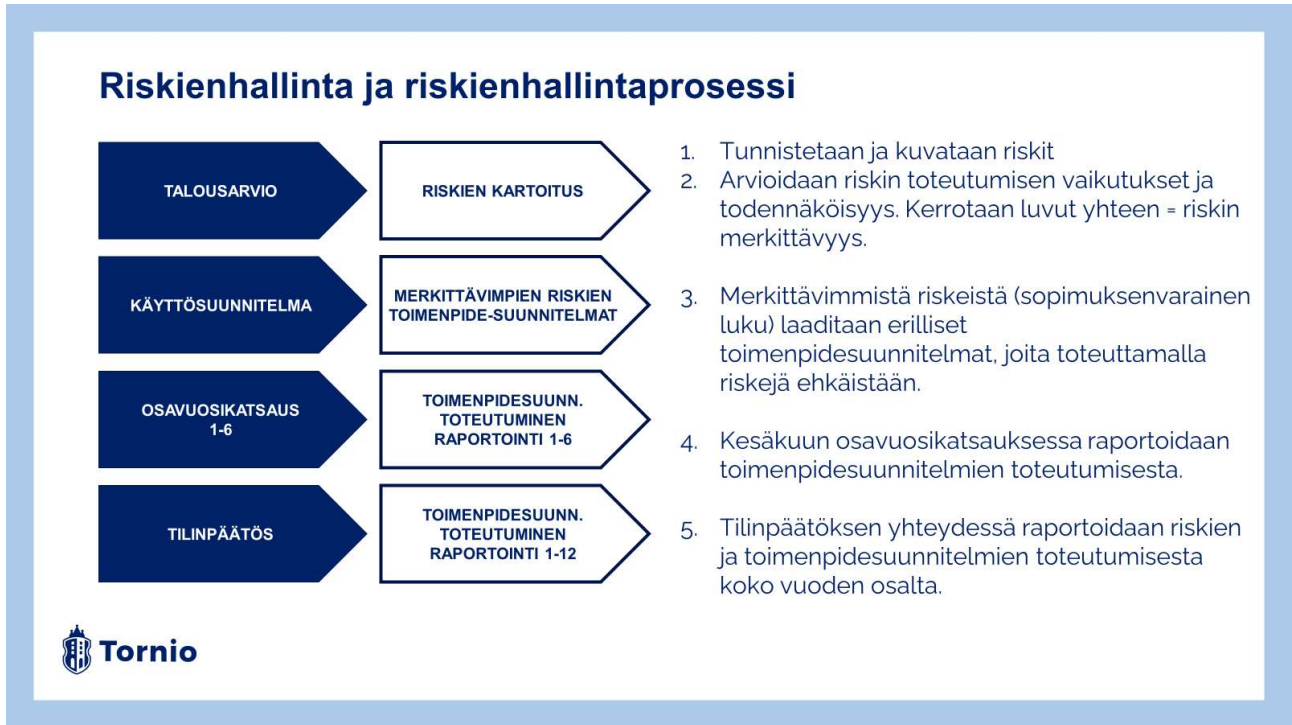 Riskienhallinta ja riskienhallintaprosessi
TALOUSARVIO
RISKIEN KARTOITUS
KÄYTTÖSUUNNITELMA
MERKITTÄVIMPIEN RISKIEN
TOIMENPIDE-SUUNNITELMAT
OSAVUOSIKATSAUS
1-6
TOIMENPIDESUUNN.
TOTEUTUMINEN
RAPORTOINTI 1-6
TILINPÄÄTÖS
TOIMENPIDESUUNN.
TOTEUTUMINEN
RAPORTOINTI 1-12
1. Tunnistetaan ja kuvataan riskit
2. Arvioidaan riskin toteutumisen vaikutukset ja
todennäköisyys. Kerrotaan luvut yhteen = riskin
merkittävyys.
3. Merkittävimmistä riskeistä (sopimuksenvarainen
luku) laaditaan erilliset
toimenpidesuunnitelmat, joita toteuttamalla
riskejä ehkäistään.
4. Kesäkuun osavuosikatsauksessa raportoidaan
toimenpidesuunnitelmien toteutumisesta.
5. Tilinpäätöksen yhteydessä raportoidaan riskien
ja toimenpidesuunnitelmien toteutumisesta
koko vuoden osalta.
Tornio